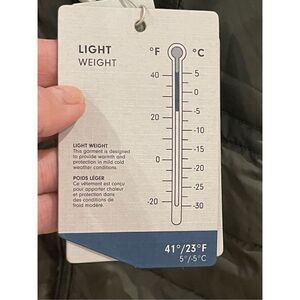 LIGHT
WEIGHT
°F °C
40 5
0
20 -5
-10
-15
0 -20
-25
-20 -30
LIGHT WEIGHT
This garment is designed
to provide warmth and
protection in mild cold
weather conditions.
POIDS LÉGER
Ce vêtement est conçu
pour apporter chaleur
et protection dans
des conditions de
froid modéré.
41°/23°F
5°/-5°C